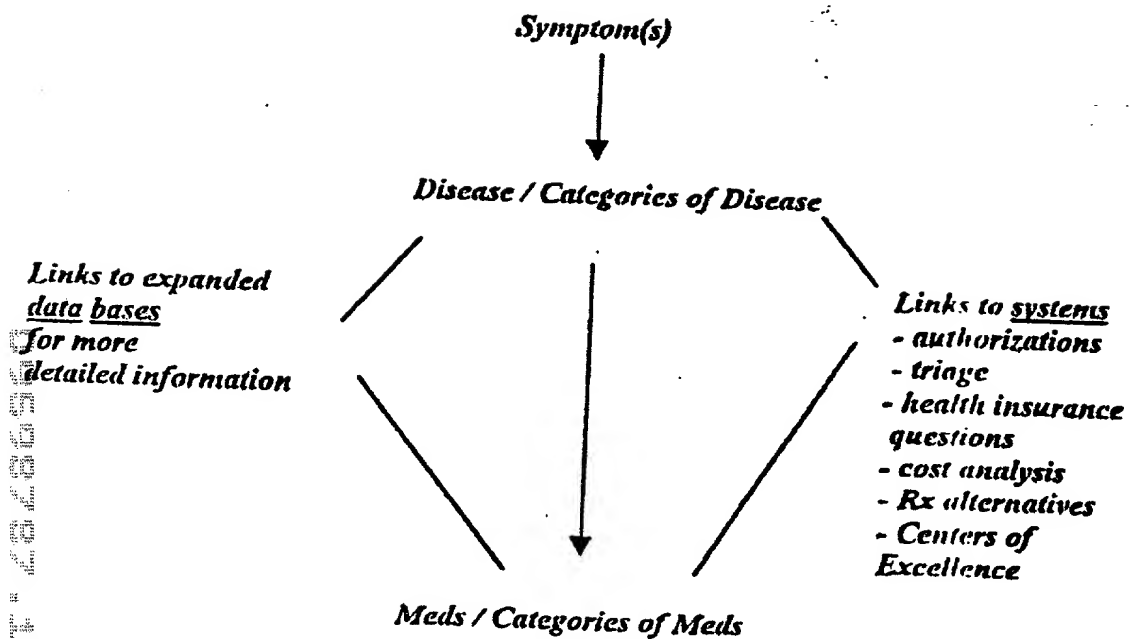 Symptom(s)
Disease / Categories of Disease
Links to expanded
data bases
for more
detailed information
Links to systems
- authorizations
- triage
- health insurance
questions
- cost analysis
- Rx alternatives
- Centers of
Excellence
Meds / Categories of Meds